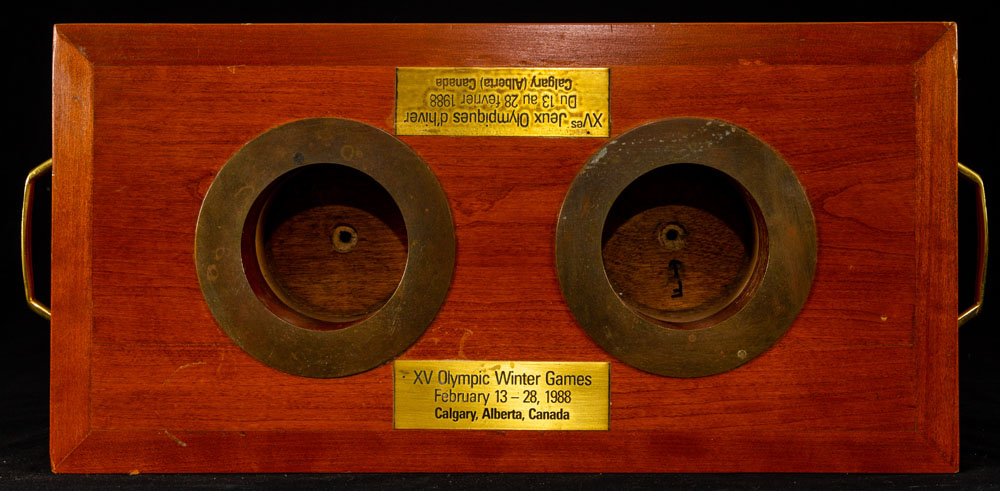 XVes
Jeux Olympiques d'hiver
Du 13 au 28 février 1988
Calgary (Alberta) Canada
XV Olympic Winter Games
February 13 – 28, 1988
Calgary, Alberta, Canada